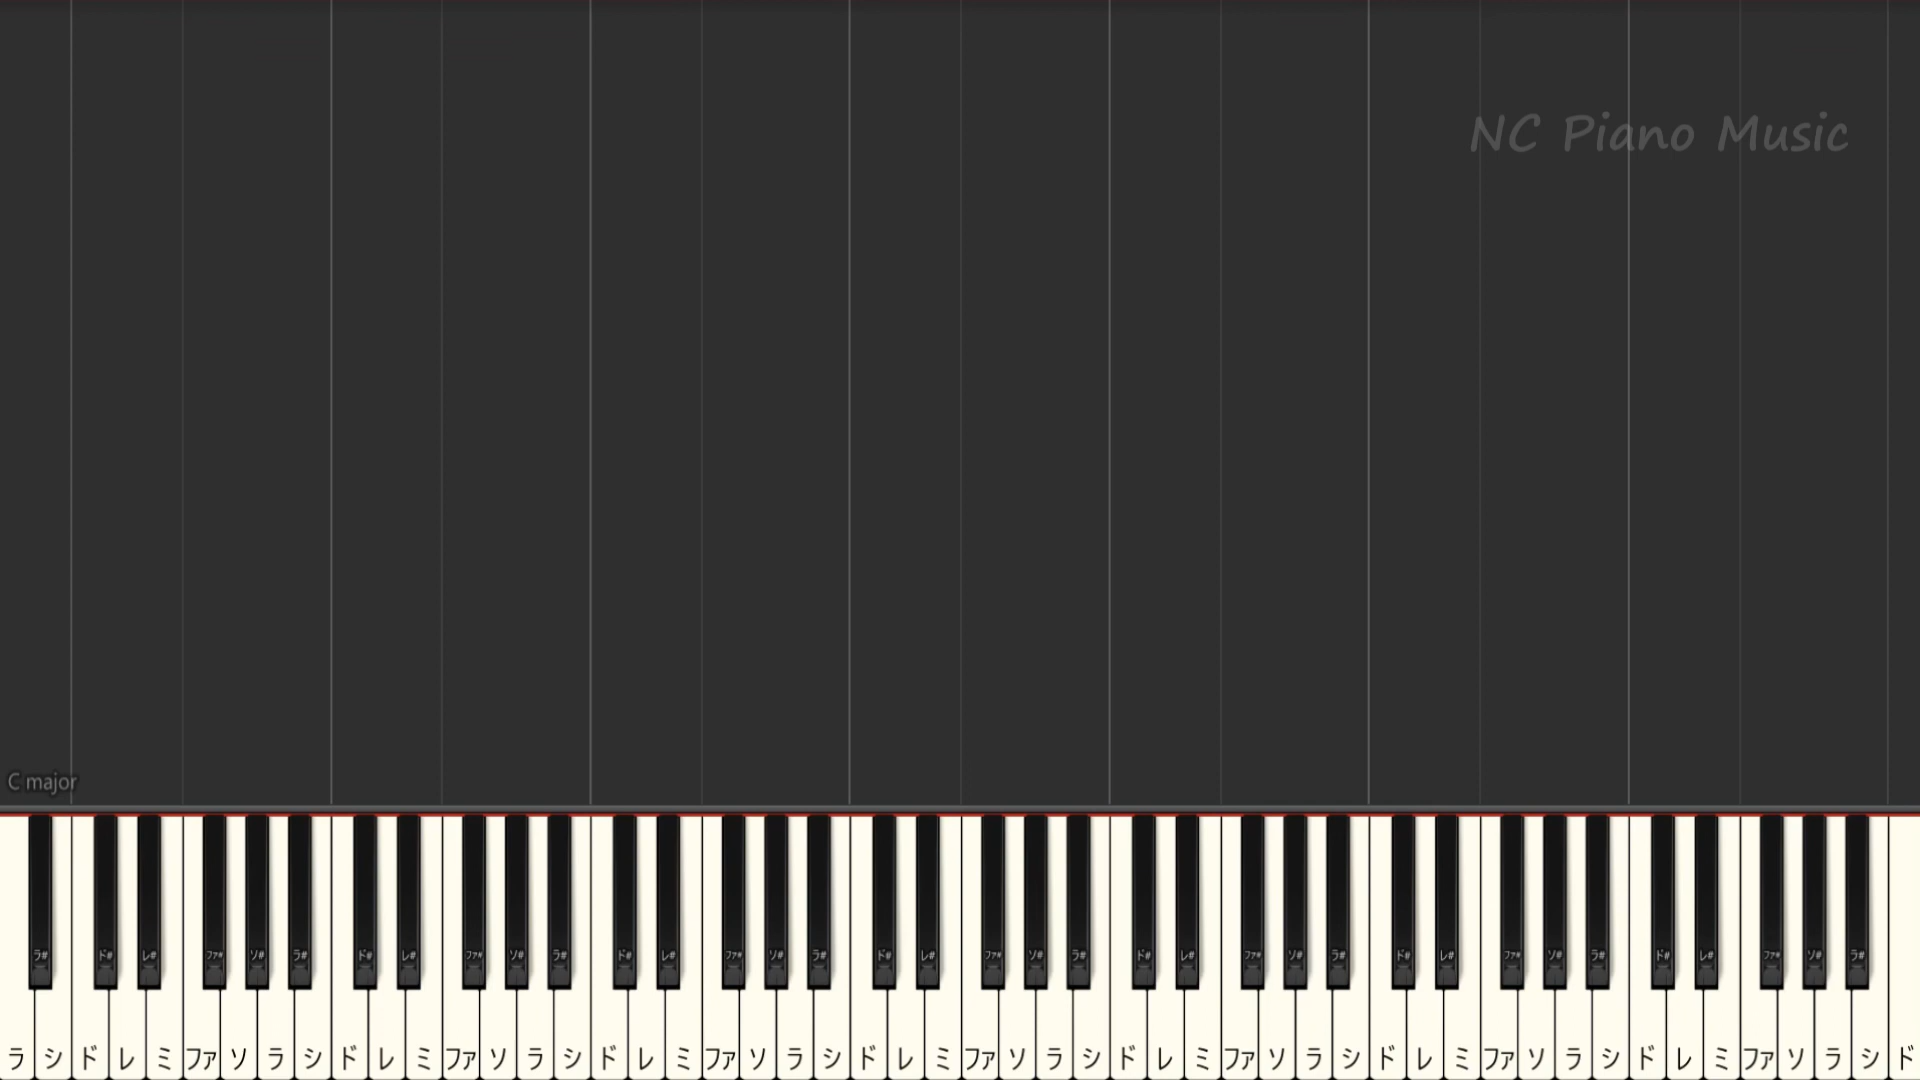 NC Piano Music
C major
ラ# ド# レ# ファ# ソ# ラ# ド# レ# ファ# ソ# ラ# ド# レ# ファ# ソ# ラ# ド# レ# ファ# ソ# ラ# ド# レ# ファ# ソ# ラ# ド# レ# ファ# ソ# ラ# ド# レ# ファ# ソ# ラ#
ラ シ ド レ ミ ファ ソ ラ シ ド レ ミ ファ ソ ラ シ ド レ ミ ファ ソ ラ シ ド レ ミ ファ ソ ラ シ ド レ ミ ファ ソ ラ シ ド レ ミ ファ ソ ラ シ ド レ ミ ファ ソ ラ シ ド